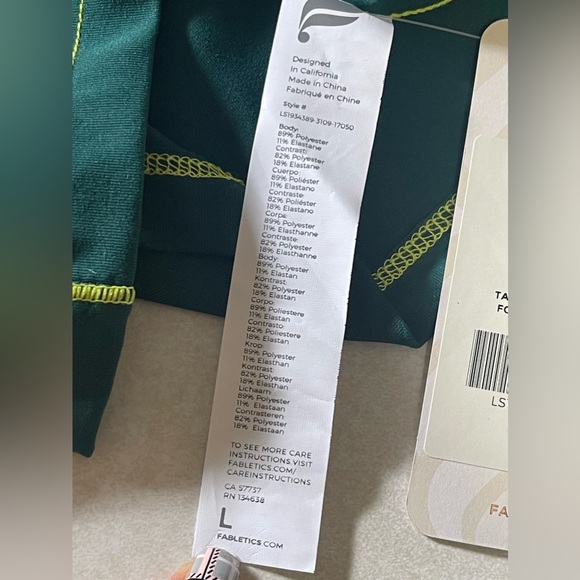 Designed
in California
Made in China
Fabriqué en Chine
Style #
LS1934389-3109-17050
Body:
89% Polyester
11% Elastane
Contrast:
82% Polyester
18% Elastane
Cuerpo:
89% Poliéster
11% Elastano
Contraste:
82% Poliéster
18% Elastano
Corps:
89% Polyester
11% Elasthanne
Contraste:
82% Polyester
18% Elasthanne
Body:
89% Polyester
11% Elastan
Kontrast:
82% Polyester
18% Elastan
Corpo:
89% Poliestere
11% Elastan
Contrasto:
82% Poliestere
18% Elastan
Krop:
89% Polyester
11% Elasthan
Kontrast:
82% Polyester
18% Elasthan
Lichaam:
89% Polyester
11% Elastaan
Contrasteren:
82% Polyester
18% Elastaan
TO SEE MORE CARE
INSTRUCTIONS VISIT
FABLETICS.COM/
CAREINSTRUCTIONS
CA 57737
RN 134638
L
FABLETICS.COM
TA
FO
LS
FA